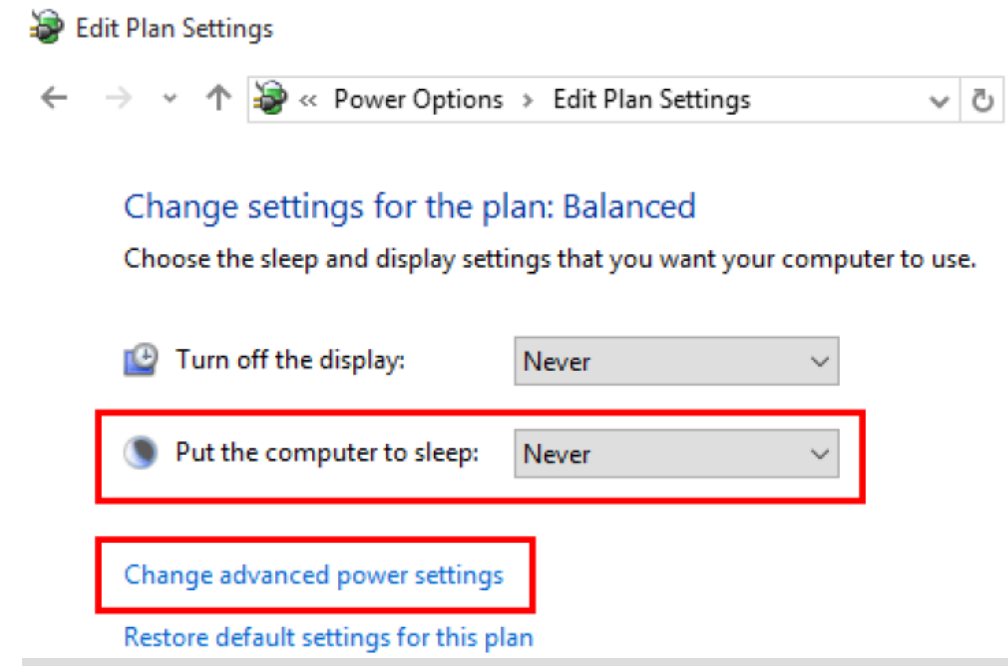 Edit Plan Settings
« Power Options > Edit Plan Settings
Change settings for the plan: Balanced
Choose the sleep and display settings that you want your computer to use.
Turn off the display: Never
Put the computer to sleep: Never
Change advanced power settings
Restore default settings for this plan